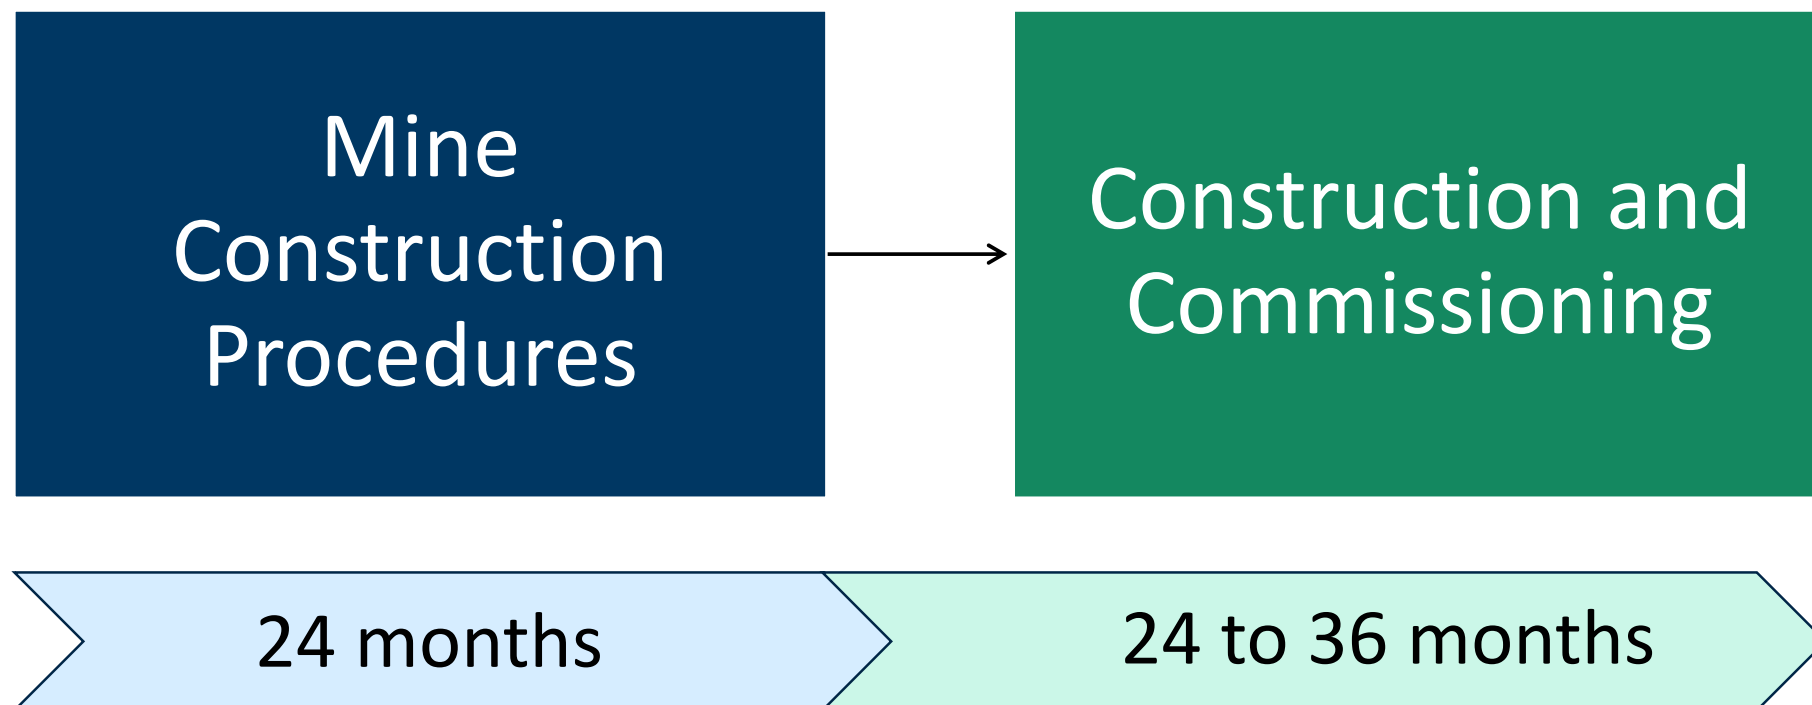 Mine
Construction
Procedures
Construction and
Commissioning
24 months
24 to 36 months